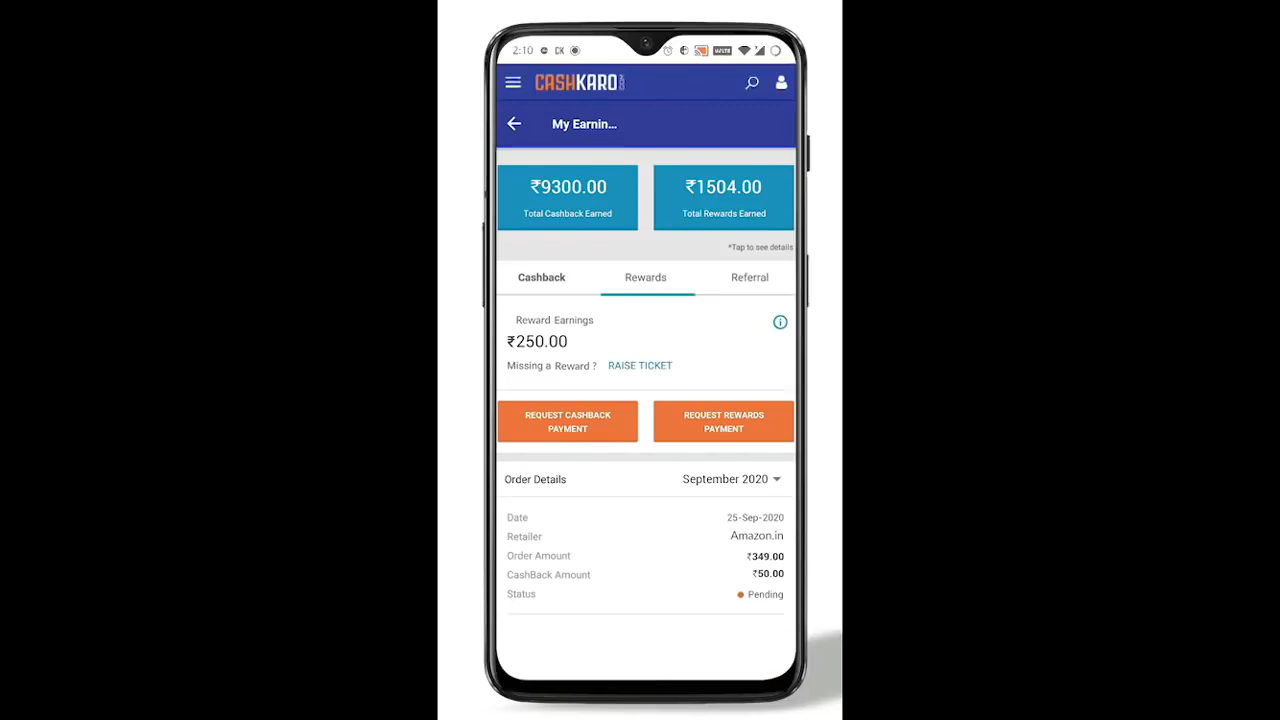 2:10 CK VoLTE
CASHKARO.COM
My Earnin...
₹9300.00 ₹1504.00
Total Cashback Earned Total Rewards Earned
*Tap to see details
Cashback Rewards Referral
Reward Earnings
₹250.00
Missing a Reward ? RAISE TICKET
REQUEST CASHBACK REQUEST REWARDS
PAYMENT PAYMENT
Order Details September 2020
Date 25-Sep-2020
Retailer Amazon.in
Order Amount ₹349.00
CashBack Amount ₹50.00
Status Pending